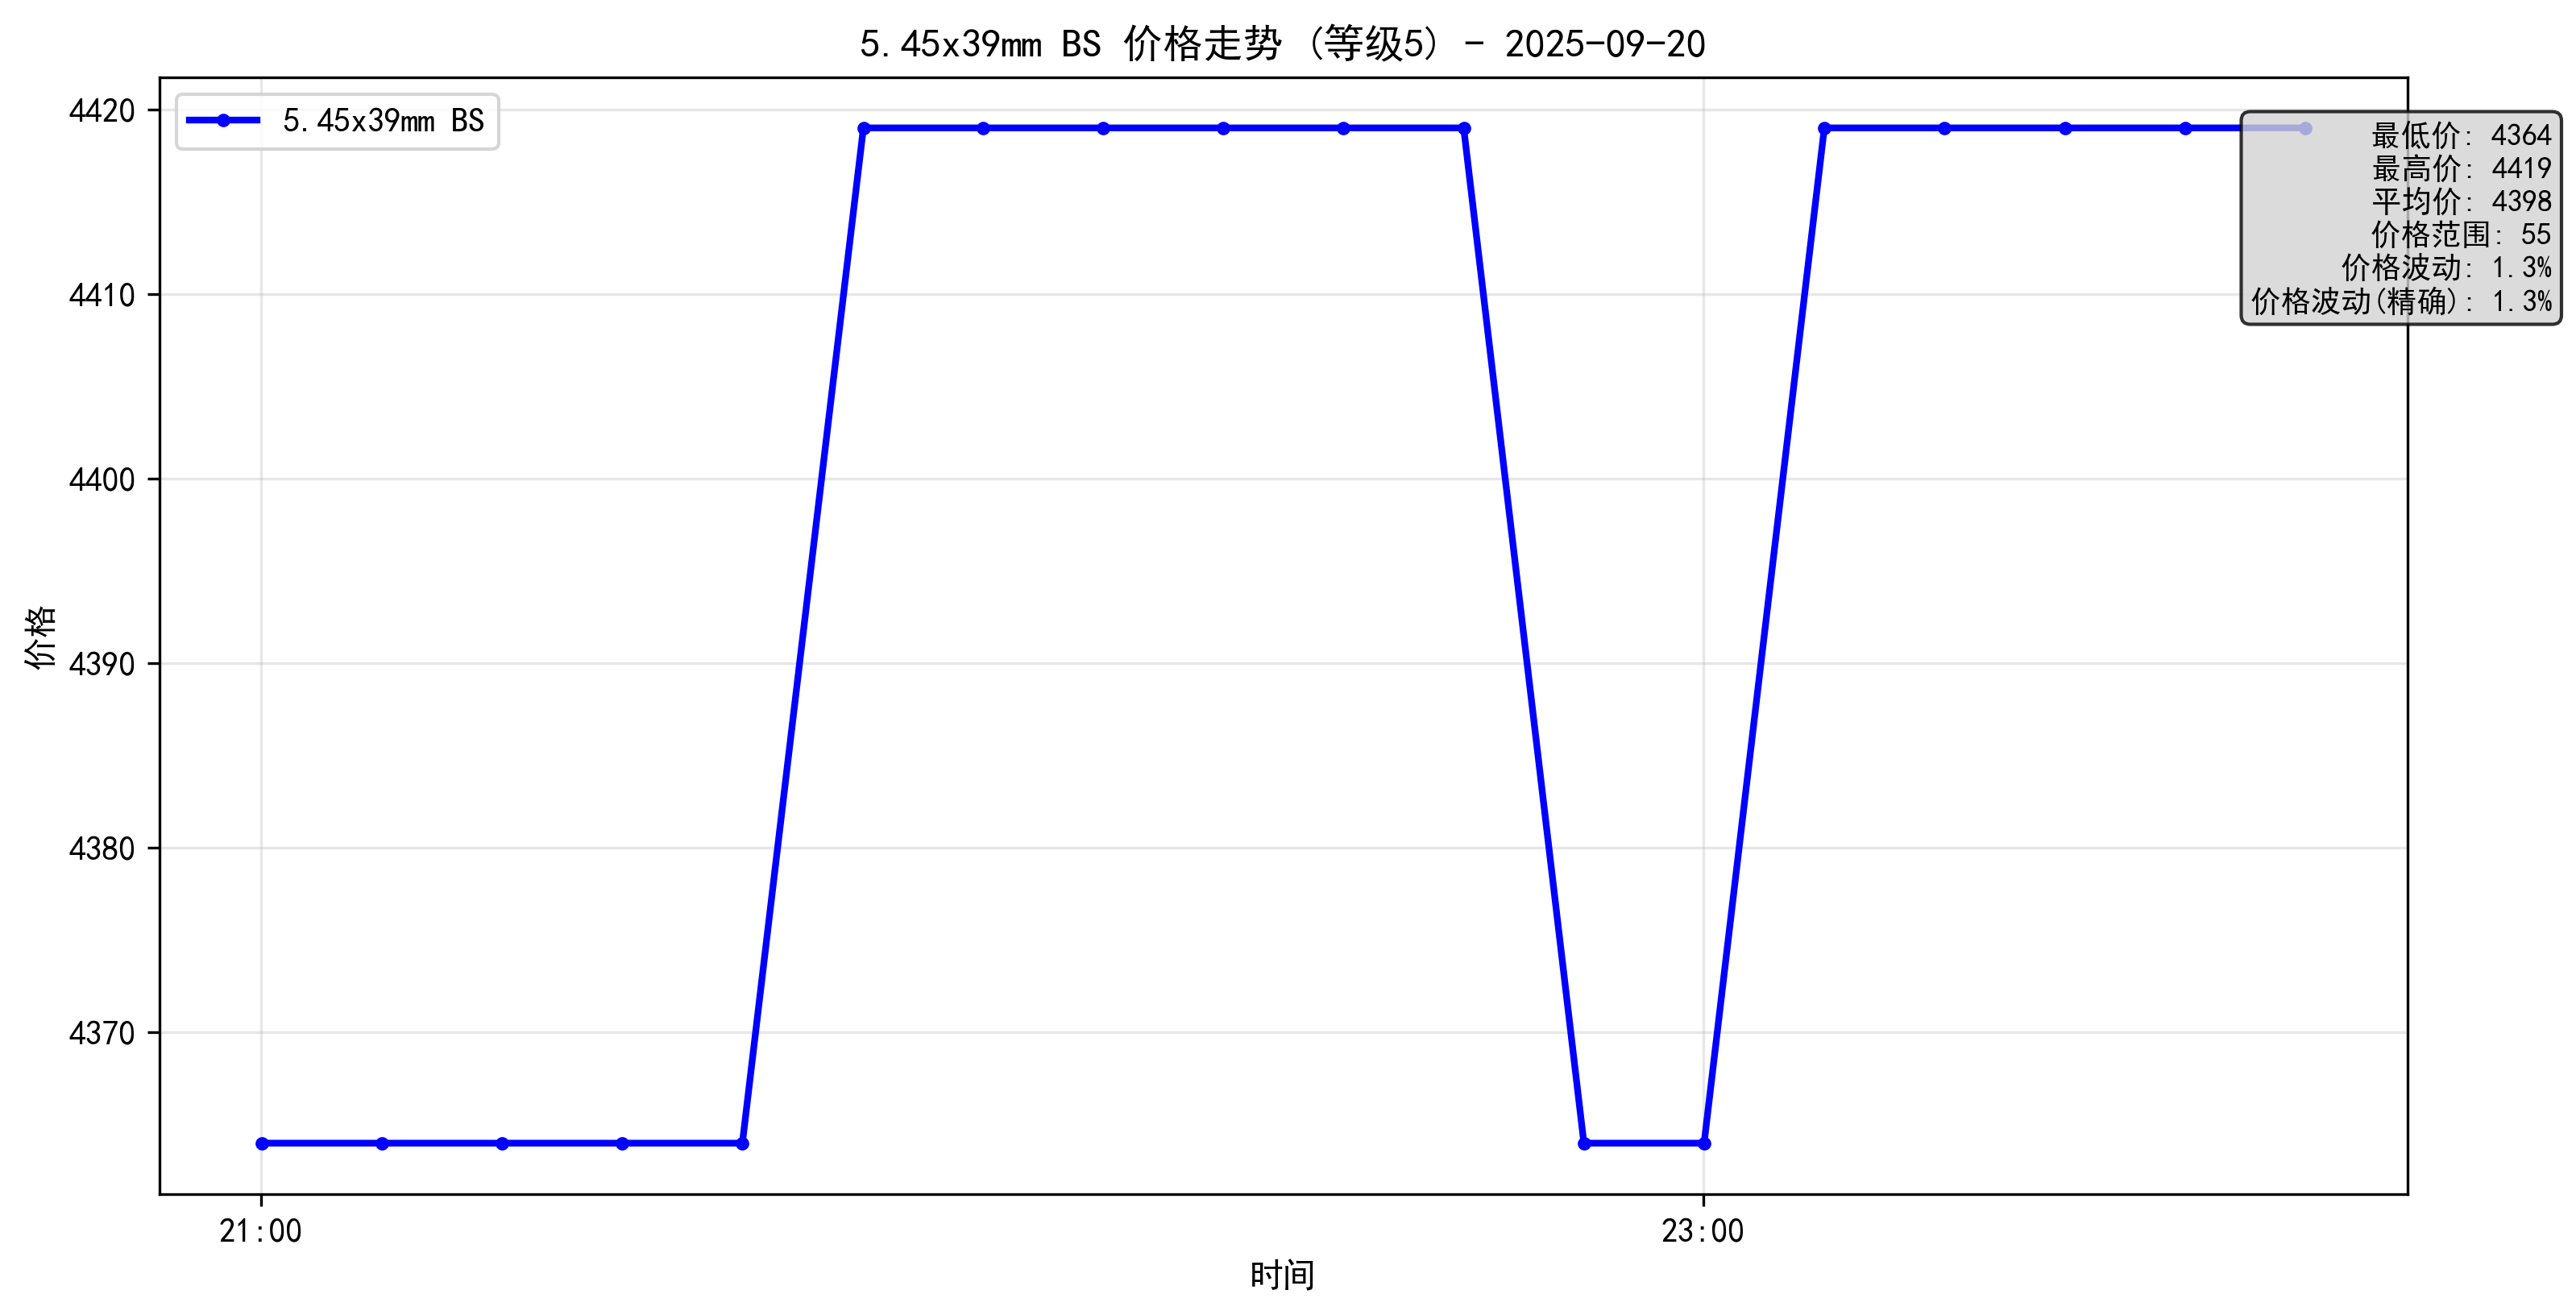 5.45x39mm BS 价格走势 (等级5) - 2025-09-20
5.45x39mm BS
最低价: 4364
最高价: 4419
平均价: 4398
价格范围: 55
价格波动: 1.3%
价格波动(精确): 1.3%
4420
4410
4400
4390
4380
4370
价格
21:00
23:00
时间